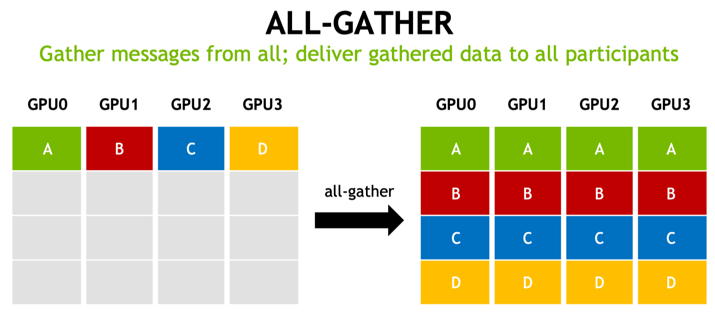 ALL-GATHER
Gather messages from all; deliver gathered data to all participants
GPU0 GPU1 GPU2 GPU3
A B C D
all-gather
GPU0 GPU1 GPU2 GPU3
A A A A
B B B B
C C C C
D D D D